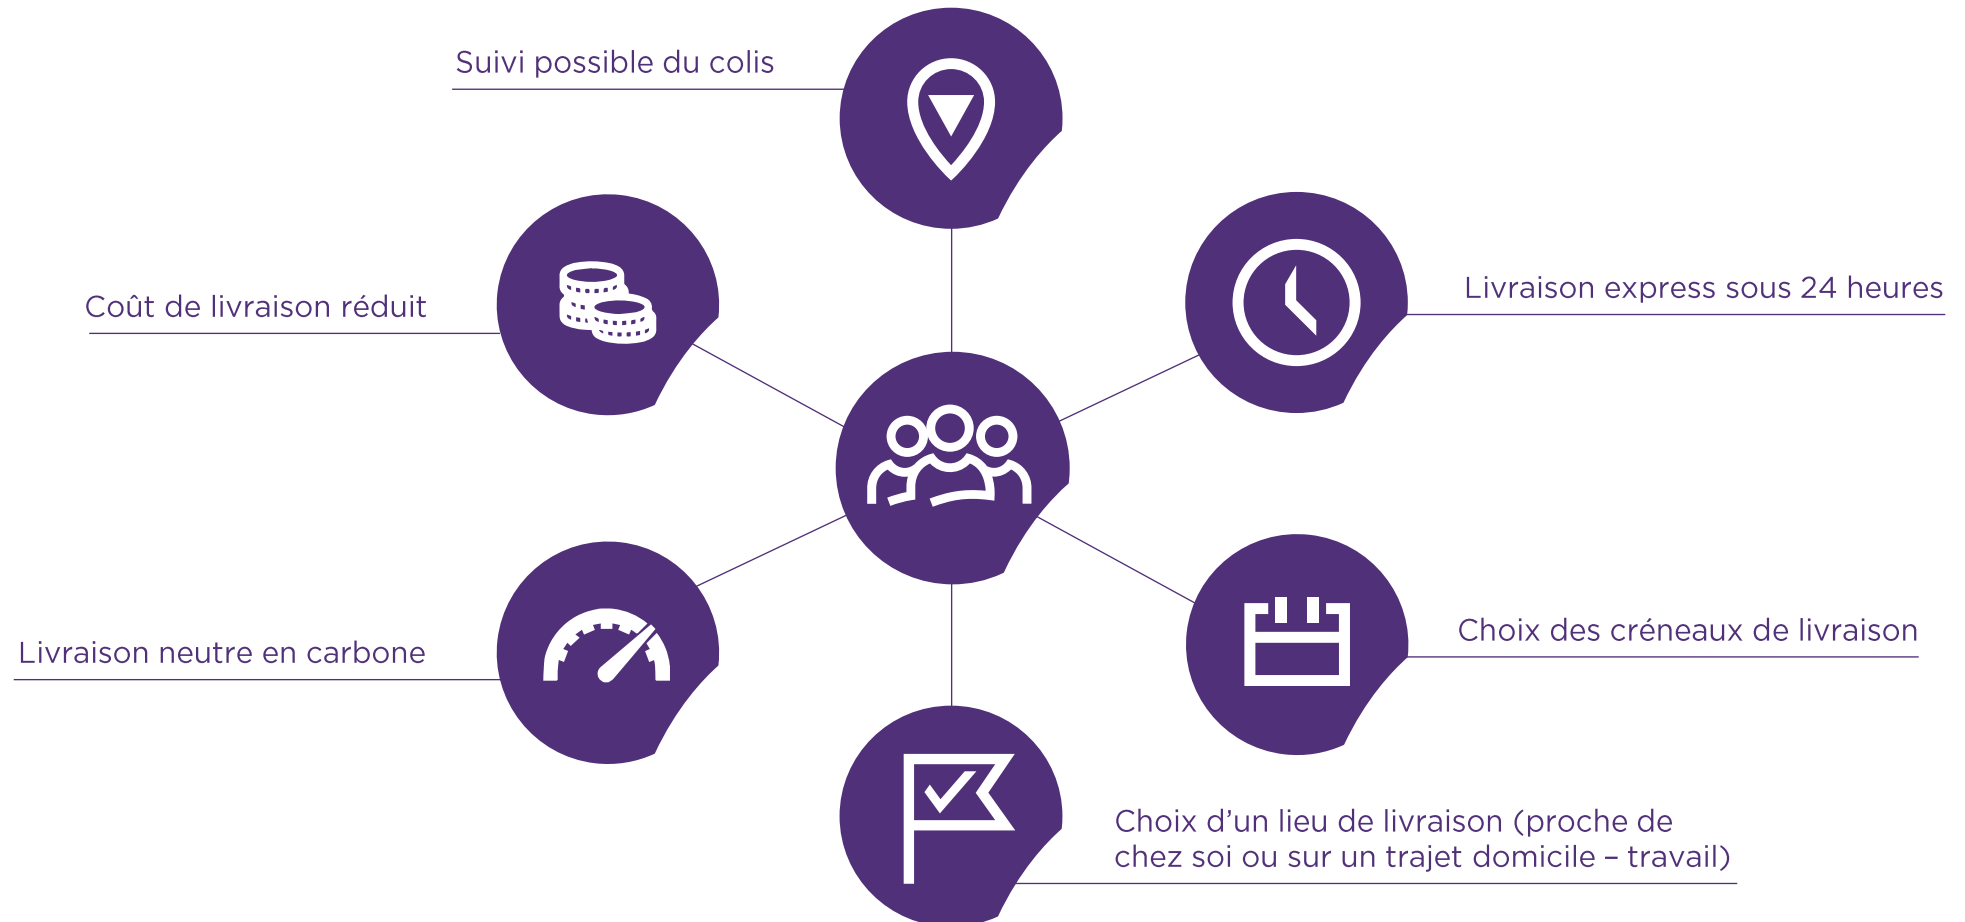 Suivi possible du colis
Livraison express sous 24 heures
Coût de livraison réduit
Choix des créneaux de livraison
Livraison neutre en carbone
Choix d’un lieu de livraison (proche de
chez soi ou sur un trajet domicile – travail)